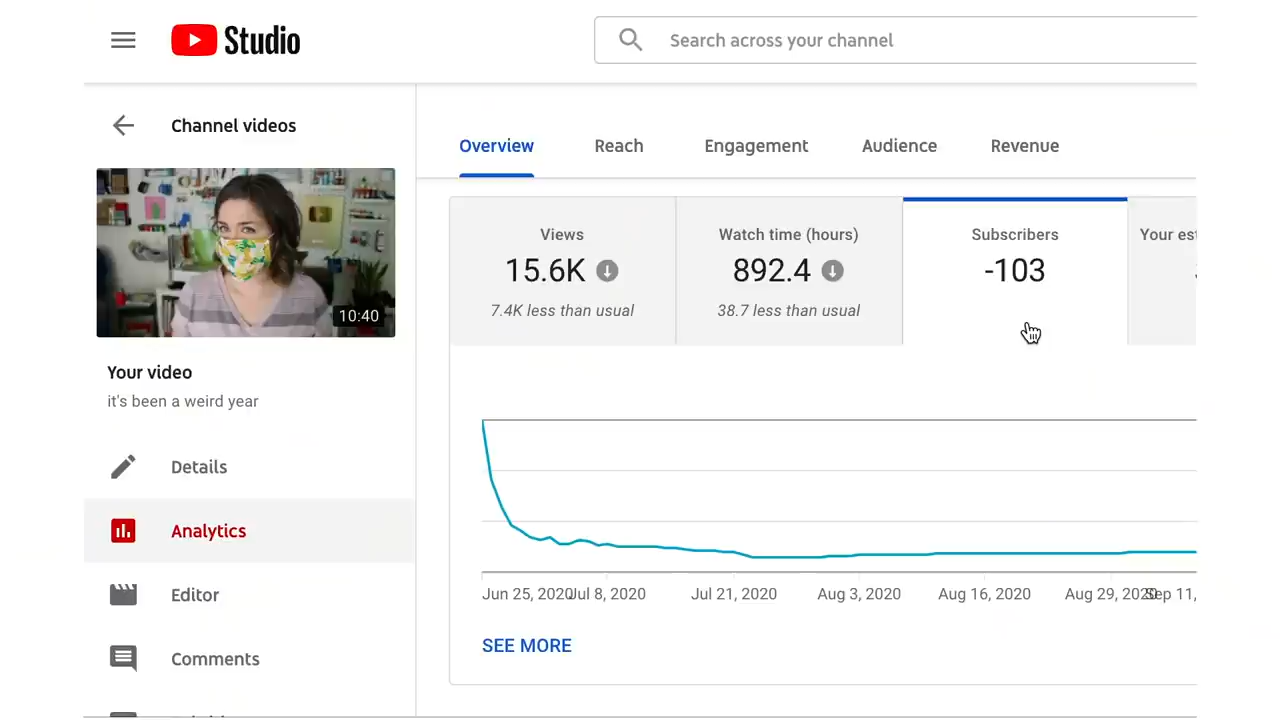 Studio
Search across your channel
Channel videos
Overview Reach Engagement Audience Revenue
10:40
Views
15.6K
7.4K less than usual
Watch time (hours)
892.4
38.7 less than usual
Subscribers
-103
Your
Your video
it's been a weird year
Details
Analytics
Editor
Comments
Jun 25, 2020 Jul 8, 2020 Jul 21, 2020 Aug 3, 2020 Aug 16, 2020 Aug 29, 2020 Sep 11,
SEE MORE